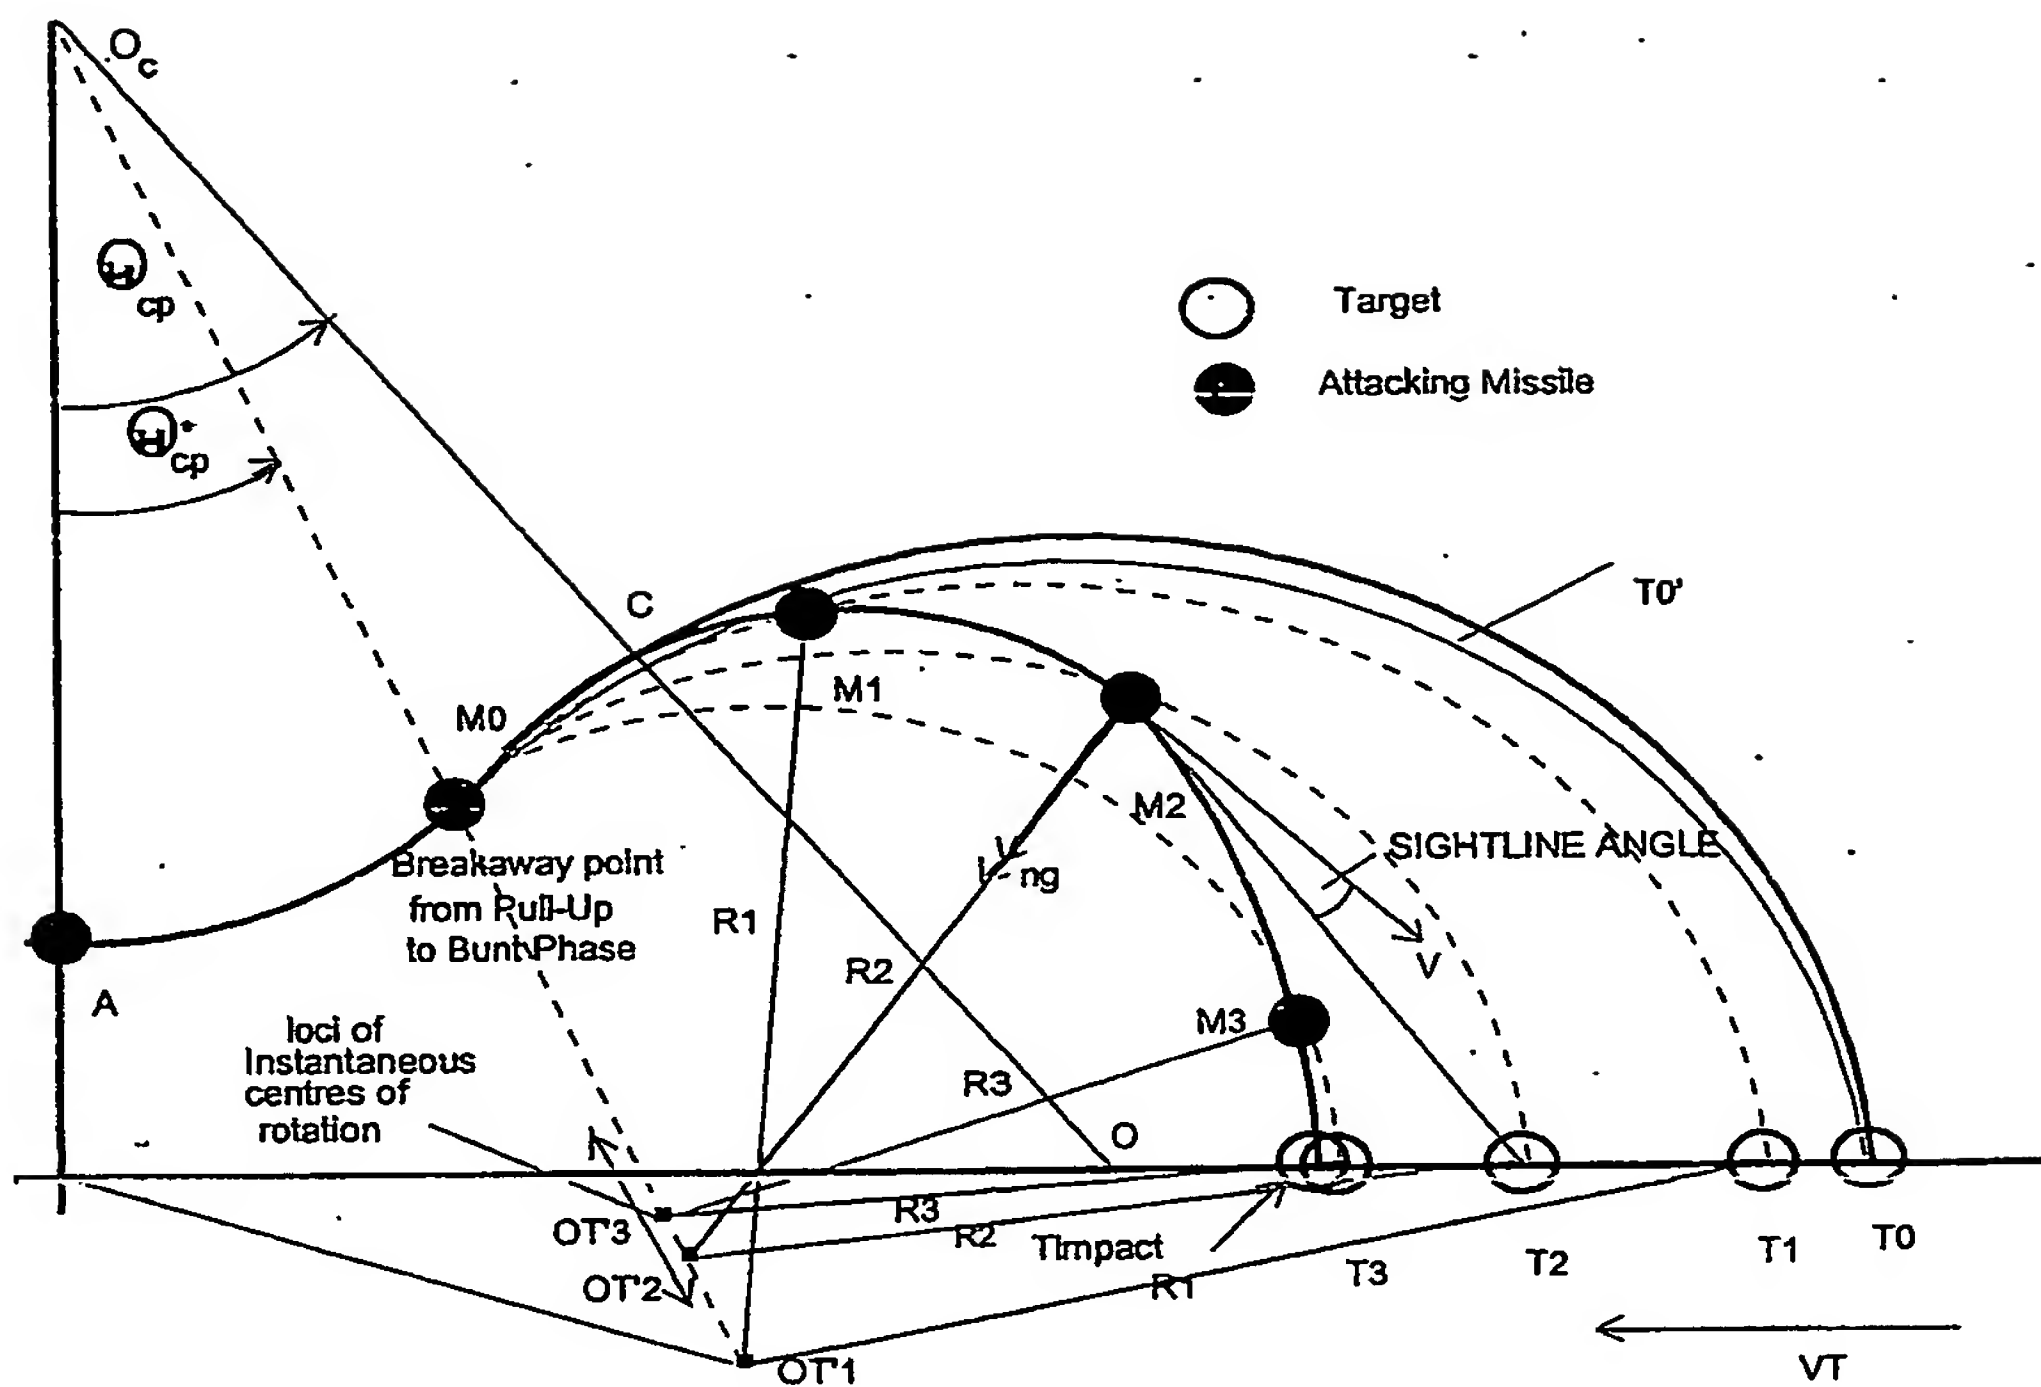 Oc
Θcp
Target
Attacking Missile
Θ*cp
C
T0'
M0
M1
M2
SIGHTLINE ANGLE
Breakaway point
from Pull-Up
to Bunt Phase
ng
R1
V
R2
A
M3
loci of
Instantaneous
centres of
rotation
R3
O
OT'3
R3
R2
TImpact
T3
T2
T1
T0
OT'2
R1
OT'1
VT